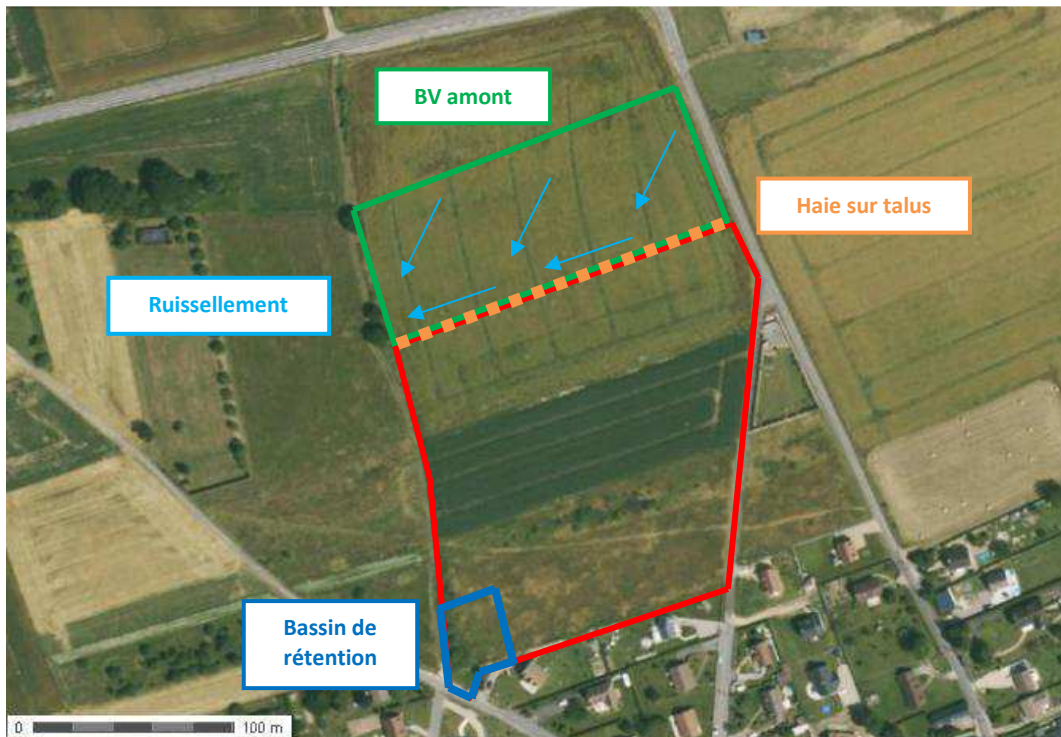 BV amont
Haie sur talus
Ruissellement
Bassin de
rétention
0 100 m